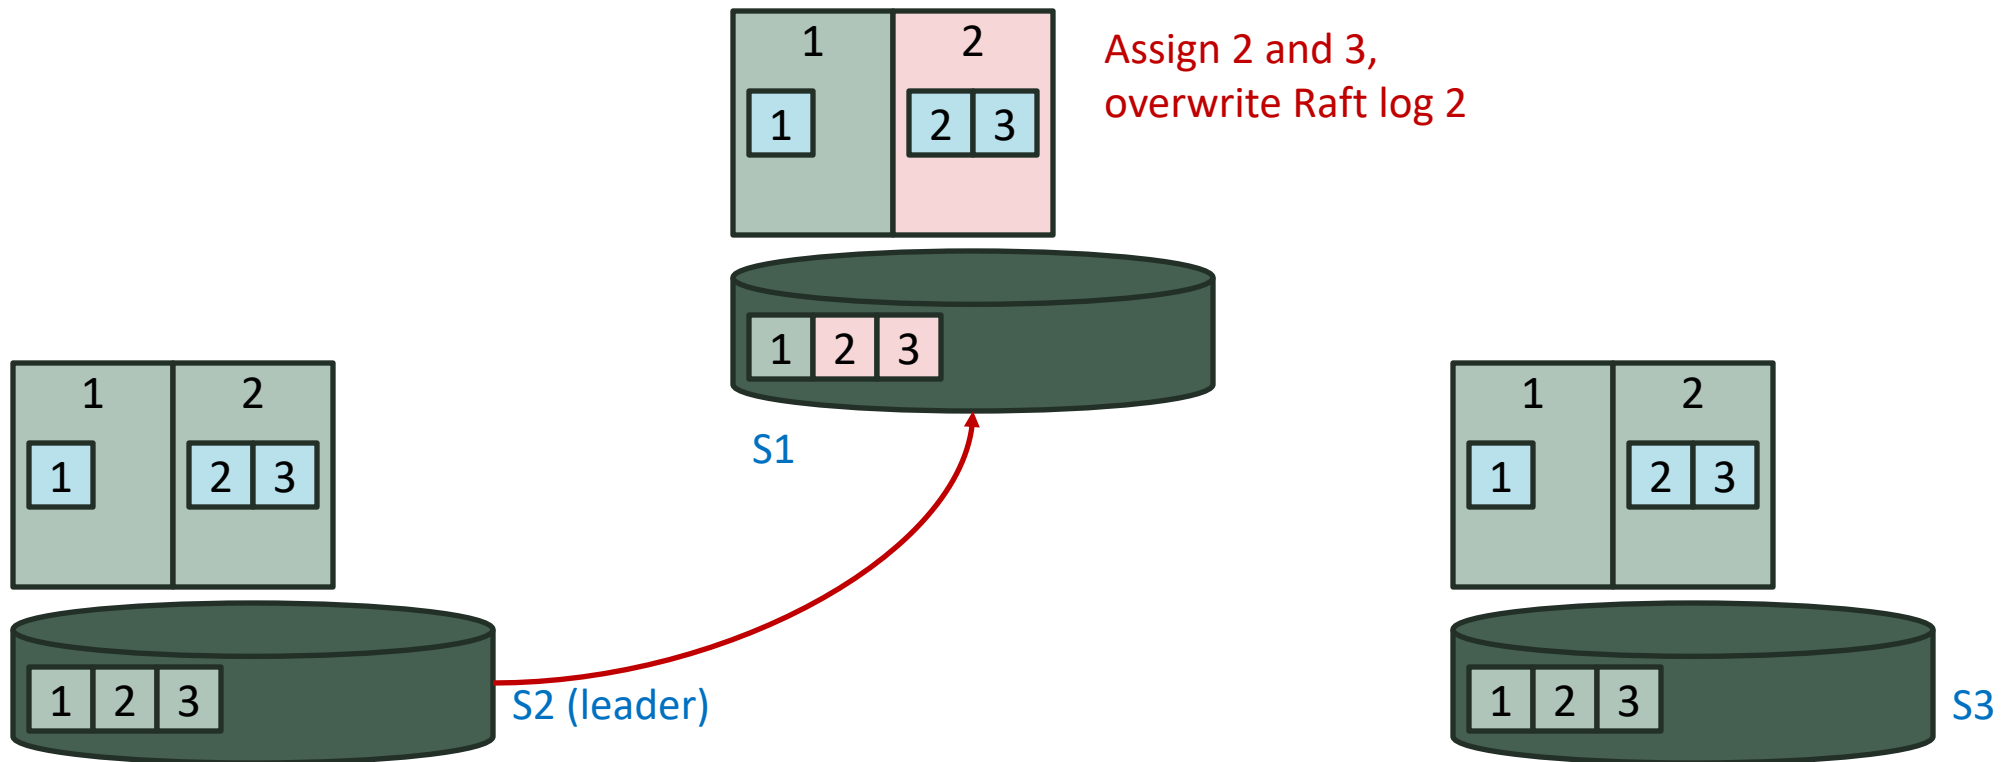 1 2
1 2 3
Assign 2 and 3,
overwrite Raft log 2
1 2 3
S1
1 2
1 2 3
1 2 3
S2 (leader)
1 2
1 2 3
1 2 3
S3